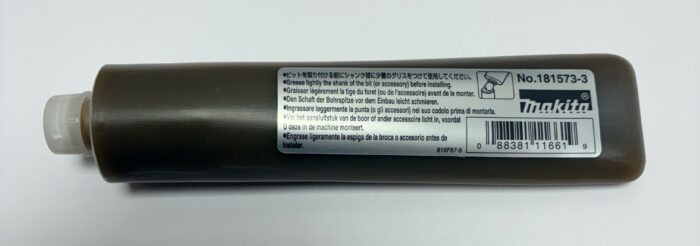 •ビットを取り付ける前にシャンク部に少量のグリスをつけて使用してください。
•Grease lightly the shank of the bit (or accessory) before installing.
•Graisser légèrement la tige du foret (ou de l'accessoire) avant de le monter.
•Den Schaft der Bohrspitze vor dem Einbau leicht schmieren.
•Ingrassare leggermente la punta (o gli accessori) nel suo codolo prima di montarla.
•Vet het aansluitstuk van de boor of ander accessoire licht in, voordat
U deze in de machine monteert.
•Engrase ligeramente la espiga de la broca o accesorio antes de
instalar.
818F87-6
No.181573-3
makita
0 88381 11661 9